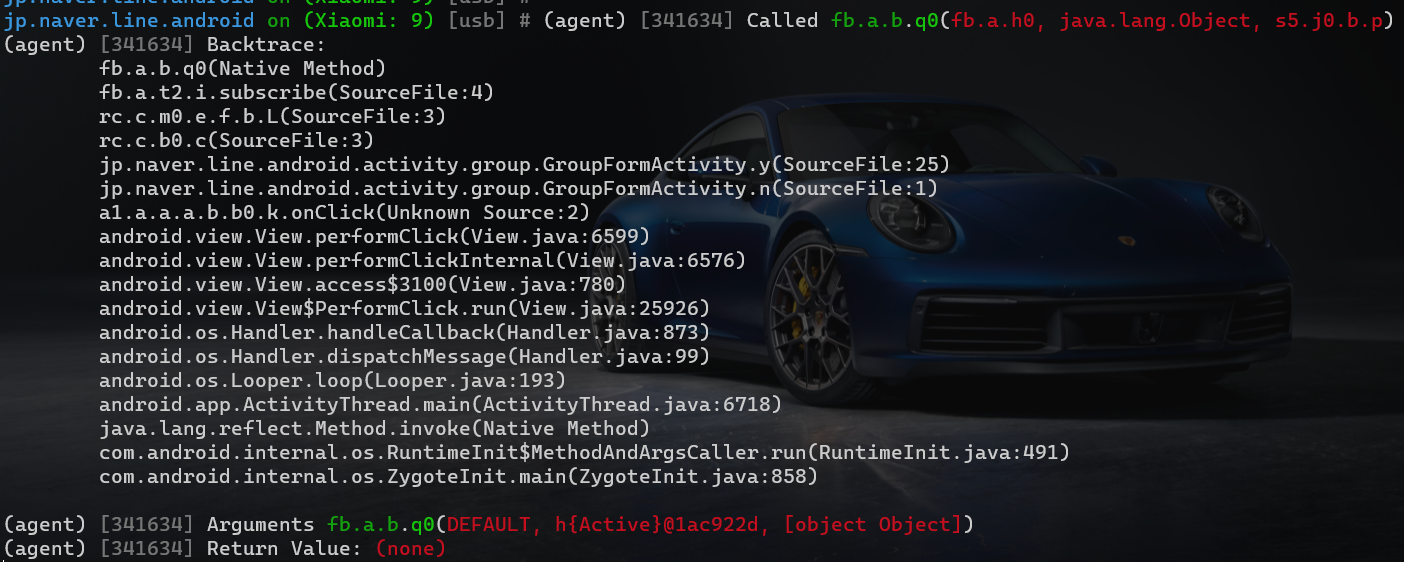 jp.naver.line.android on (Xiaomi: 9) [usb] #
jp.naver.line.android on (Xiaomi: 9) [usb] # (agent) [341634] Called fb.a.b.q0(fb.a.h0, java.lang.Object, s5.j0.b.p)
(agent) [341634] Backtrace:
fb.a.b.q0(Native Method)
fb.a.t2.i.subscribe(SourceFile:4)
rc.c.m0.e.f.b.L(SourceFile:3)
rc.c.b0.c(SourceFile:3)
jp.naver.line.android.activity.group.GroupFormActivity.y(SourceFile:25)
jp.naver.line.android.activity.group.GroupFormActivity.n(SourceFile:1)
a1.a.a.a.b.b0.k.onClick(Unknown Source:2)
android.view.View.performClick(View.java:6599)
android.view.View.performClickInternal(View.java:6576)
android.view.View.access$3100(View.java:780)
android.view.View$PerformClick.run(View.java:25926)
android.os.Handler.handleCallback(Handler.java:873)
android.os.Handler.dispatchMessage(Handler.java:99)
android.os.Looper.loop(Looper.java:193)
android.app.ActivityThread.main(ActivityThread.java:6718)
java.lang.reflect.Method.invoke(Native Method)
com.android.internal.os.RuntimeInit$MethodAndArgsCaller.run(RuntimeInit.java:491)
com.android.internal.os.ZygoteInit.main(ZygoteInit.java:858)
(agent) [341634] Arguments fb.a.b.q0(DEFAULT, h{Active}@1ac922d, [object Object])
(agent) [341634] Return Value: (none)